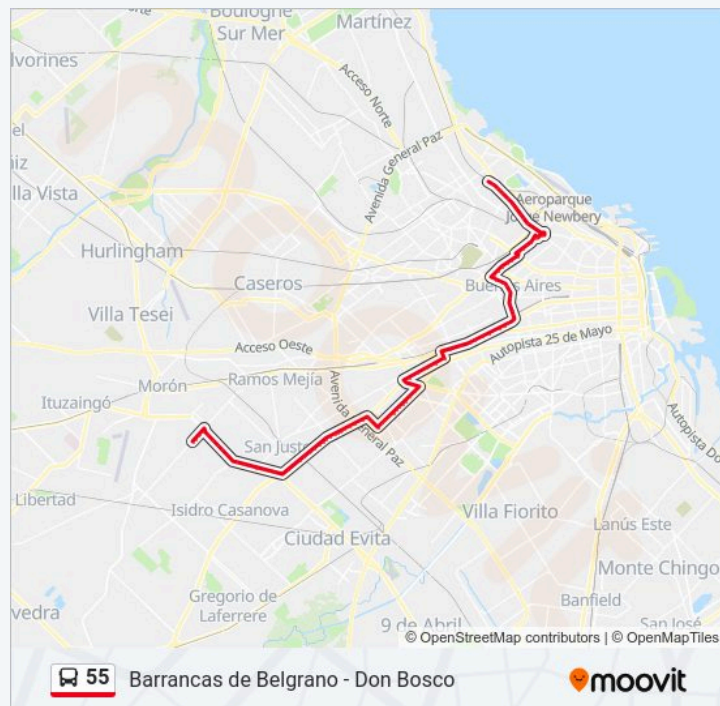 Boulogne
Sur Mer
Martínez
lvorines
Acceso Norte
Avenida General Paz
illa Vista
Aeroparque
Jorge Newbery
Hurlingham
Caseros
Buenos Aires
Villa Tesei
Acceso Oeste
Autopista 25 de Mayo
Morón
Ramos Mejía
Avenida General Paz
Ituzaingó
San Justo
Autopista Do
Libertad
Isidro Casanova
Villa Fiorito
Lanús Este
Ciudad Evita
Monte Chingo
Gregorio de
Laferrere
Banfield
vedra
9 de Abril
San José
© OpenStreetMap contributors | © OpenMapTiles
55 Barrancas de Belgrano - Don Bosco
moovit